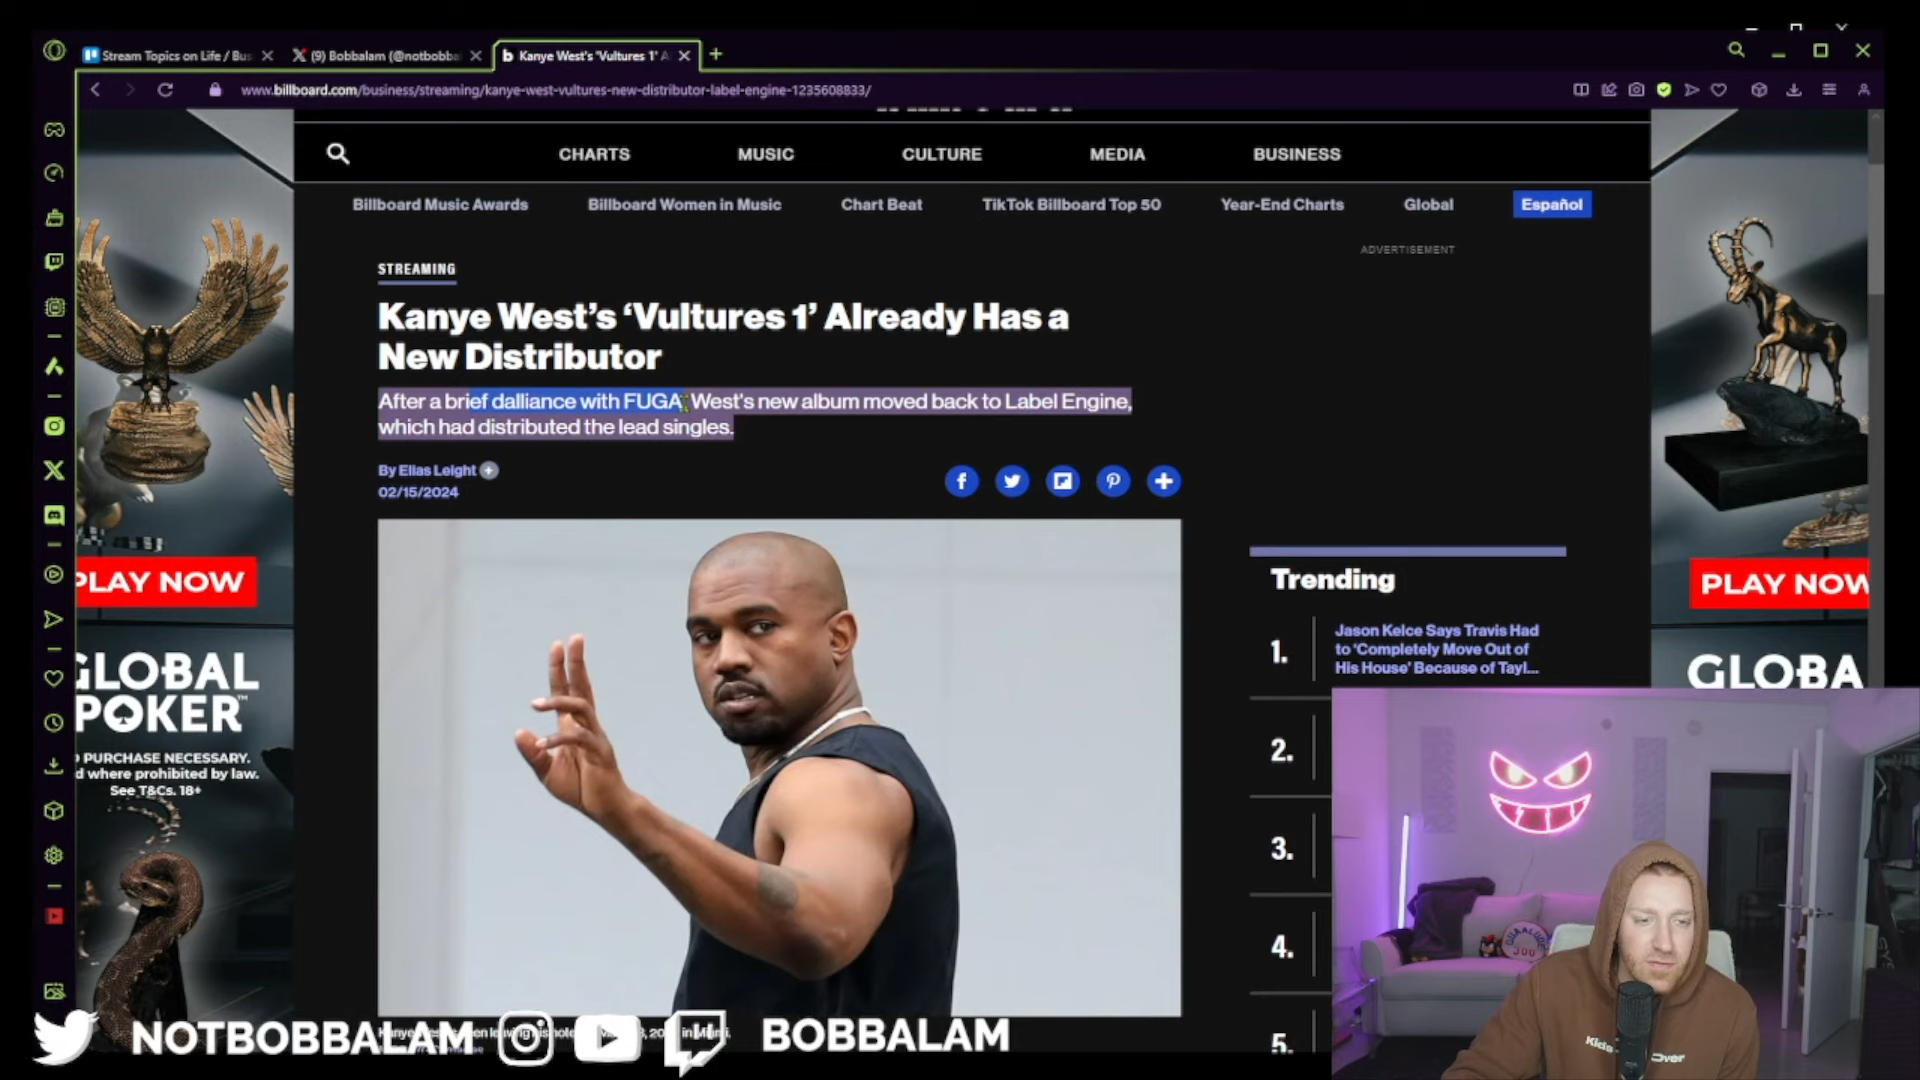 Stream Topics on Life / Bus
(9) Bobbalam (@notbobba
Kanye West's 'Vultures 1' A
www.billboard.com/business/streaming/kanye-west-vultures-new-distributor-label-engine-1235608833/
CHARTS
MUSIC
CULTURE
MEDIA
BUSINESS
Billboard Music Awards
Billboard Women in Music
Chart Beat
TikTok Billboard Top 50
Year-End Charts
Global
Español
ADVERTISEMENT
STREAMING
Kanye West's ‘Vultures 1’ Already Has a
New Distributor
After a brief dalliance with FUGA, West's new album moved back to Label Engine,
which had distributed the lead singles.
By Elias Leight
02/15/2024
Trending
1.
Jason Kelce Says Travis Had
to 'Completely Move Out of
His House' Because of Tayl...
2.
3.
4.
5.
PLAY NOW
GLOBAL
POKER
PURCHASE NECESSARY.
d where prohibited by law.
See T&Cs. 18+
PLAY NOW
GLOBA
NOTBOBBALAM
BOBBALAM
Kids
Over